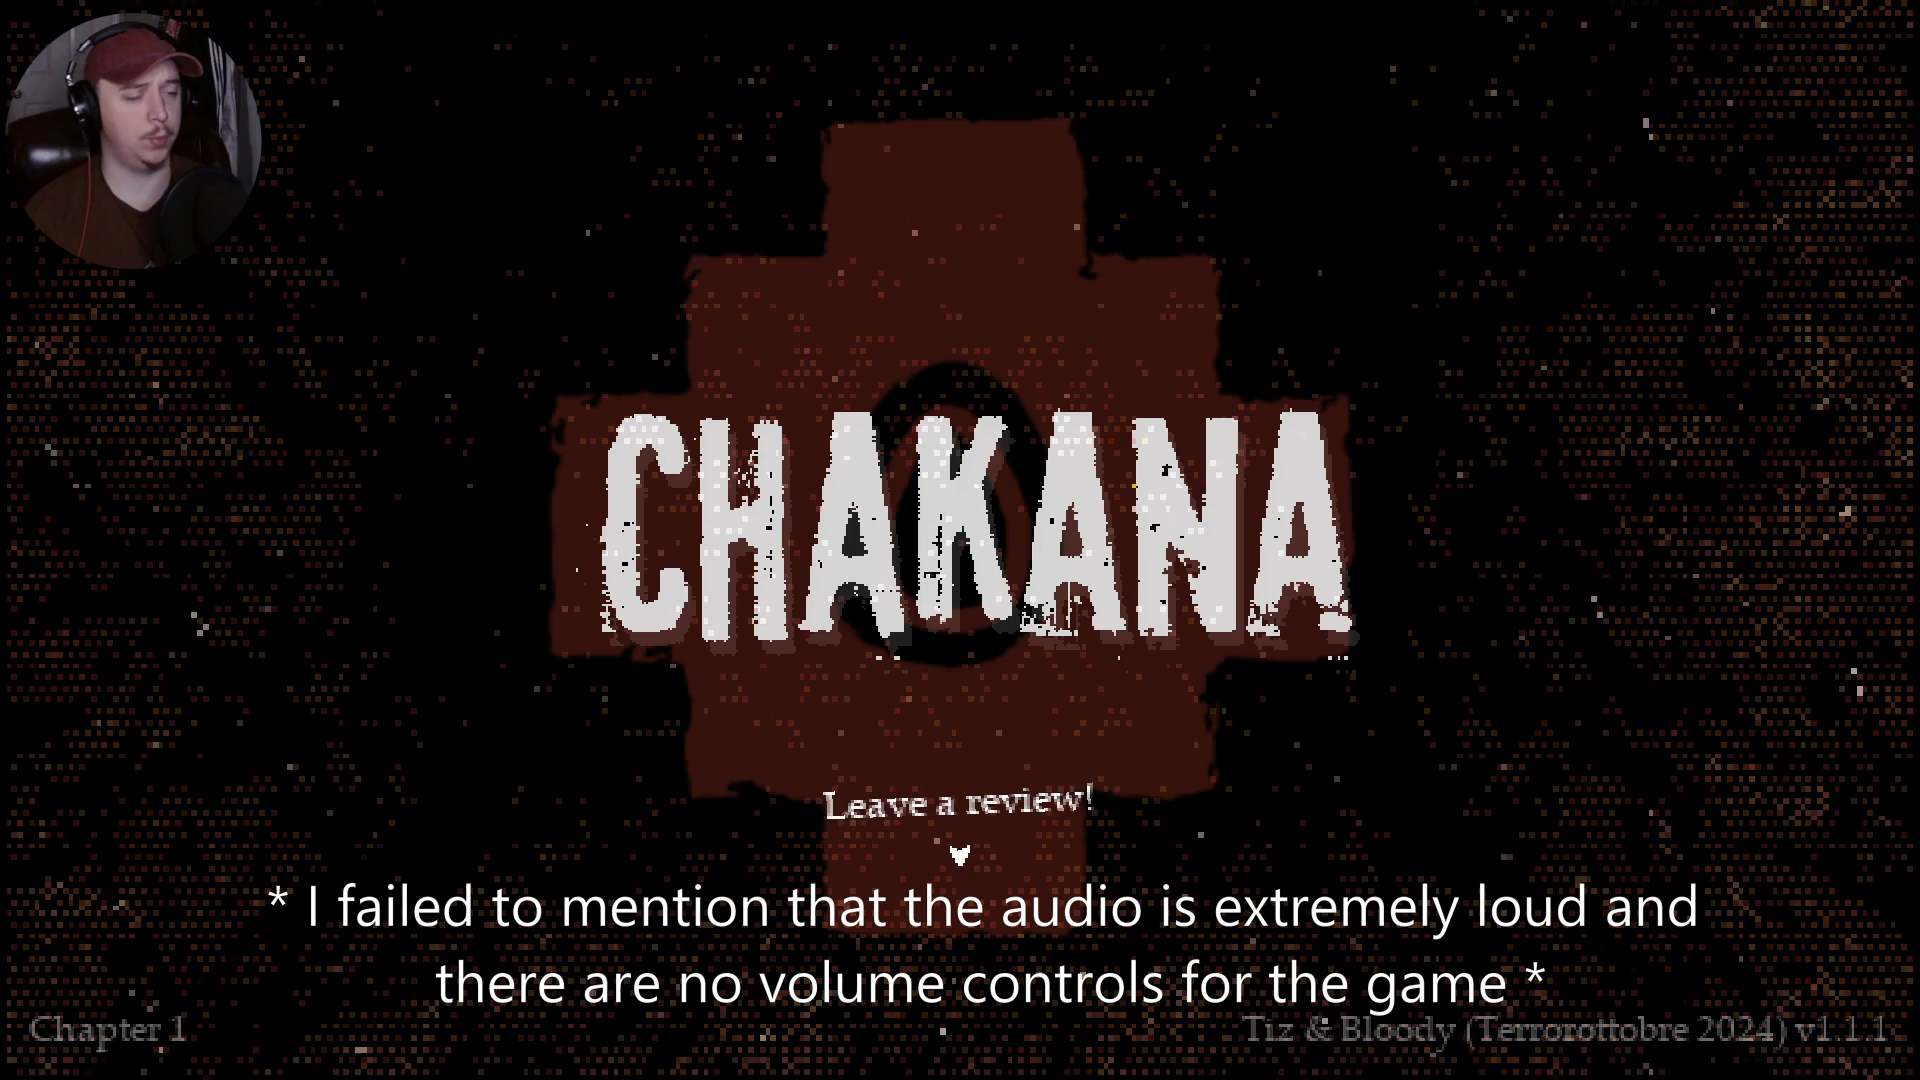 CHAKANA
Leave a review!
* I failed to mention that the audio is extremely loud and
there are no volume controls for the game *
Chapter 1
Tiz & Bloody (Terrorottobre 2024) v1.1.1